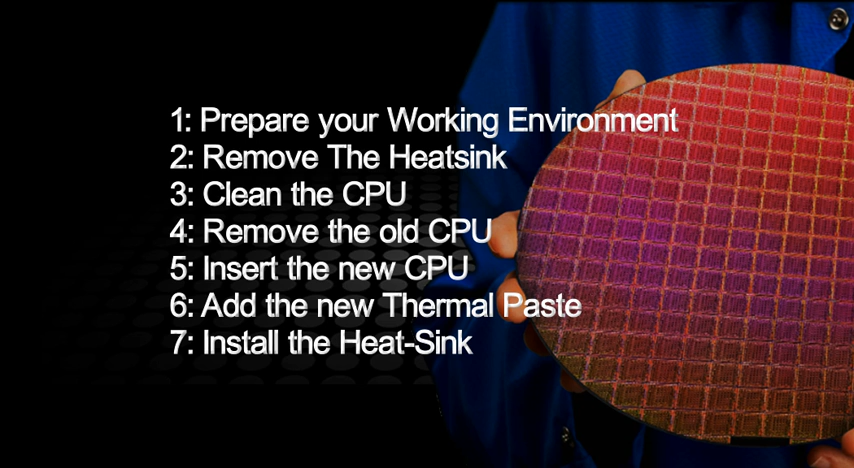 1: Prepare your Working Environment
2: Remove The Heatsink
3: Clean the CPU
4: Remove the old CPU
5: Insert the new CPU
6: Add the new Thermal Paste
7: Install the Heat-Sink